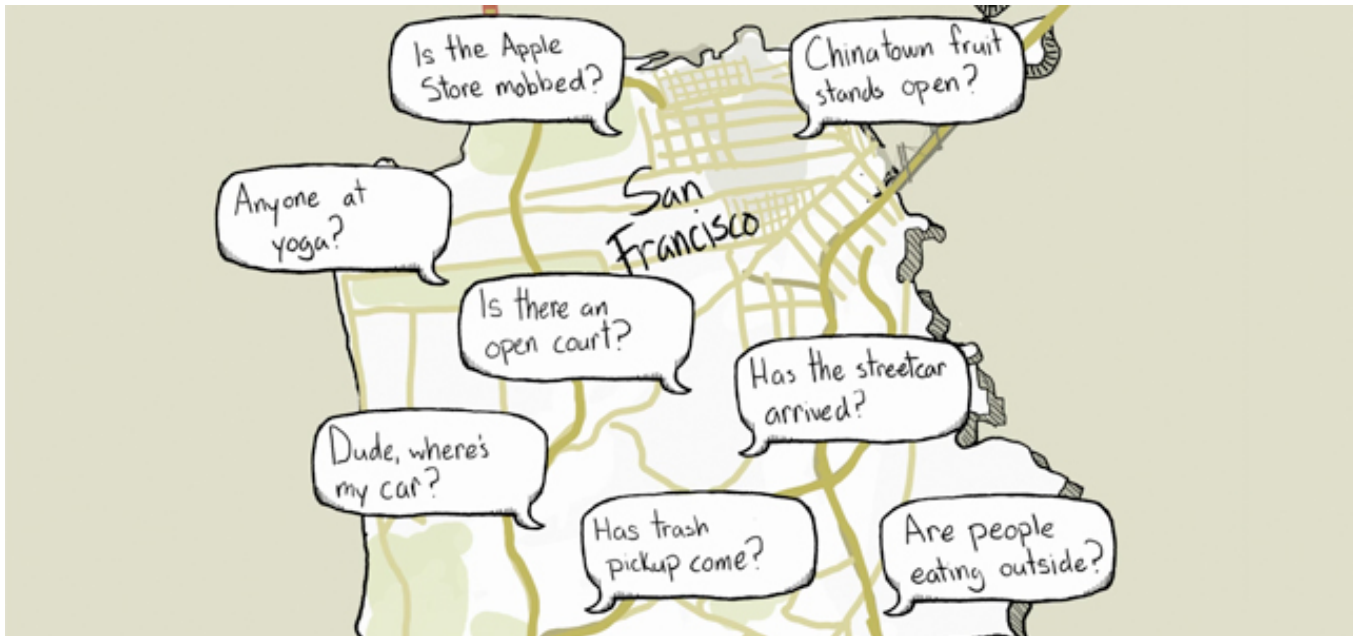 Is the Apple
Store mobbed?
Chinatown fruit
stands open?
Anyone at
yoga?
San
Francisco
Is there an
open court?
Has the streetcar
arrived?
Dude, where's
my car?
Has trash
pickup come?
Are people
eating outside?